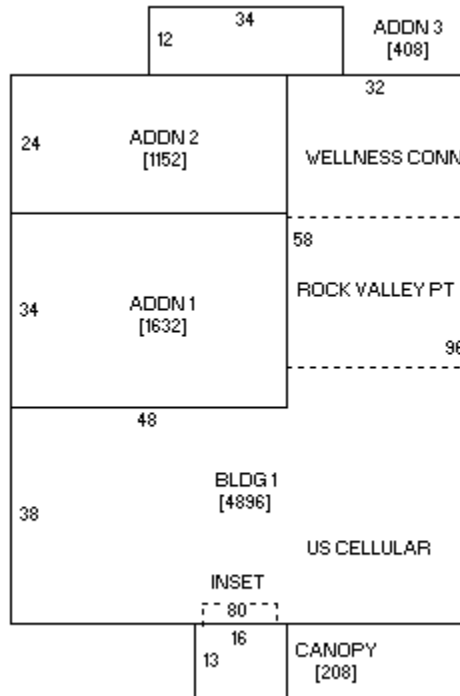 34
12
ADDN 3
[408]
32
24
ADDN 2
[1152]
WELLNESS CONN
58
34
ADDN 1
[1632]
ROCK VALLEY PT
96
48
38
BLDG 1
[4896]
US CELLULAR
INSET
80
16
13
CANOPY
[208]